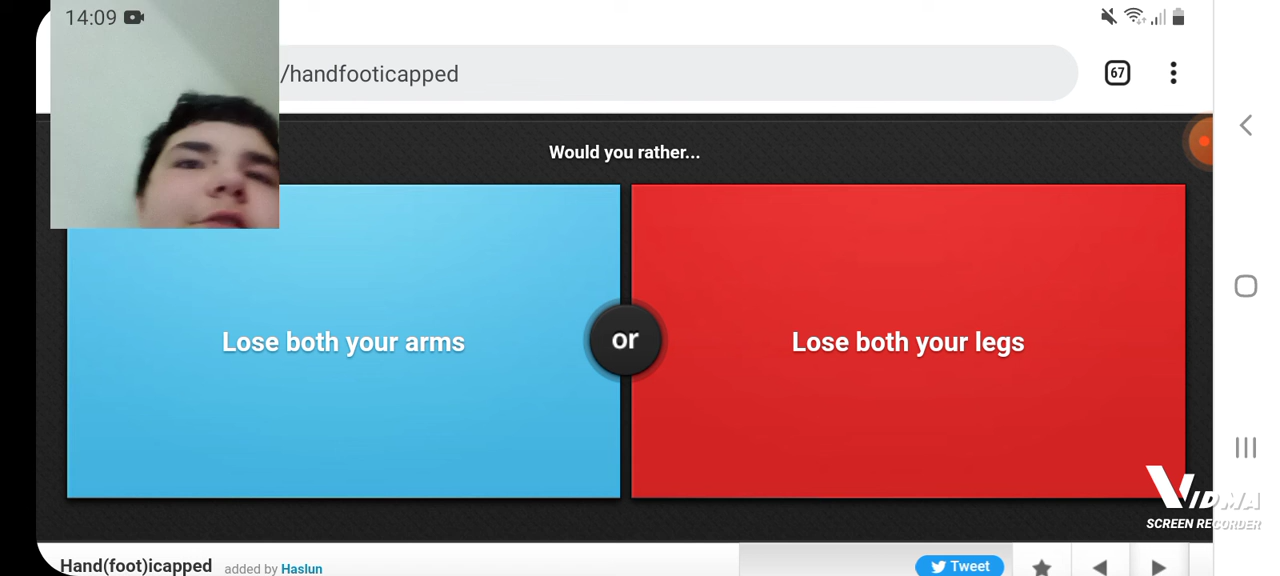 14:09
/handfooticapped
67
Would you rather...
Lose both your arms
or
Lose both your legs
VIDMA
SCREEN RECORDER
Hand(foot)icapped added by Haslun
Tweet